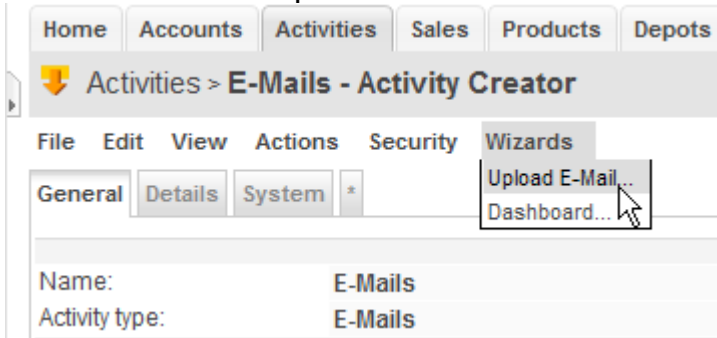 Home Accounts Activities Sales Products Depots
Activities > E-Mails - Activity Creator
File Edit View Actions Security Wizards
Upload E-Mail...
General Details System *
Dashboard...
Name: E-Mails
Activity type: E-Mails